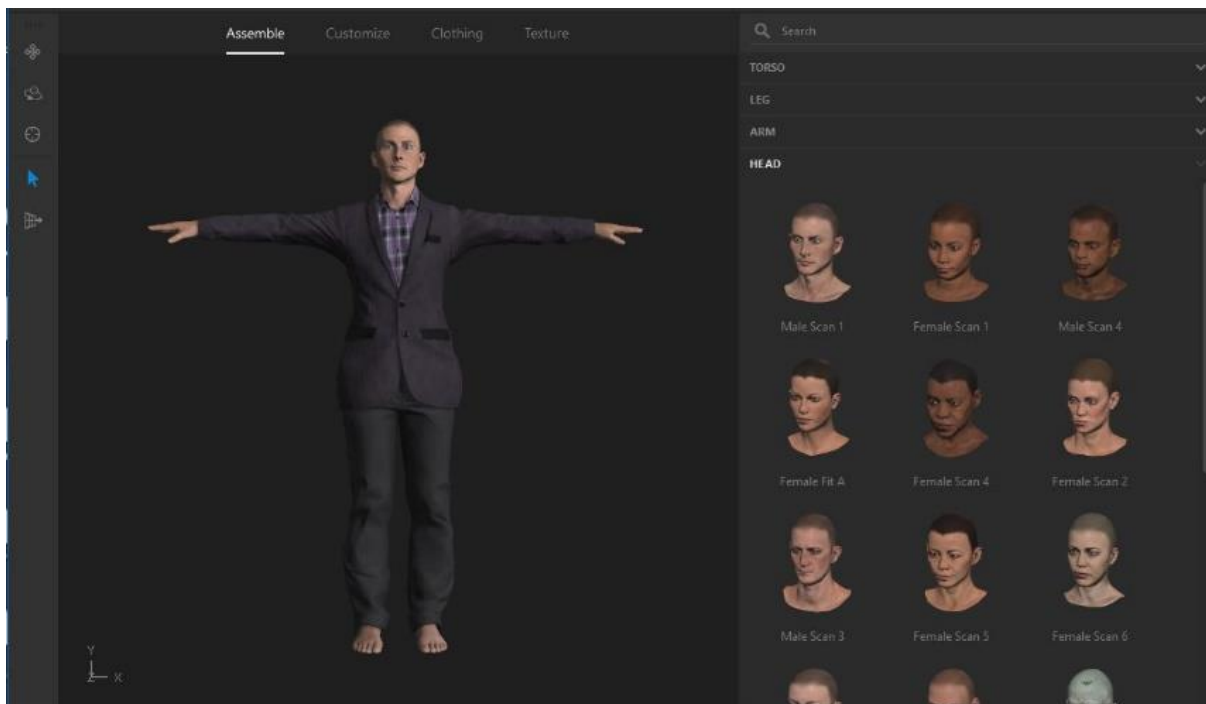 Assemble Customize Clothing Texture
Search
TORSO
LEG
ARM
HEAD
Male Scan 1 Female Scan 1 Male Scan 4
Female Fit A Female Scan 4 Female Scan 2
Male Scan 3 Female Scan 5 Female Scan 6
Y
Z X